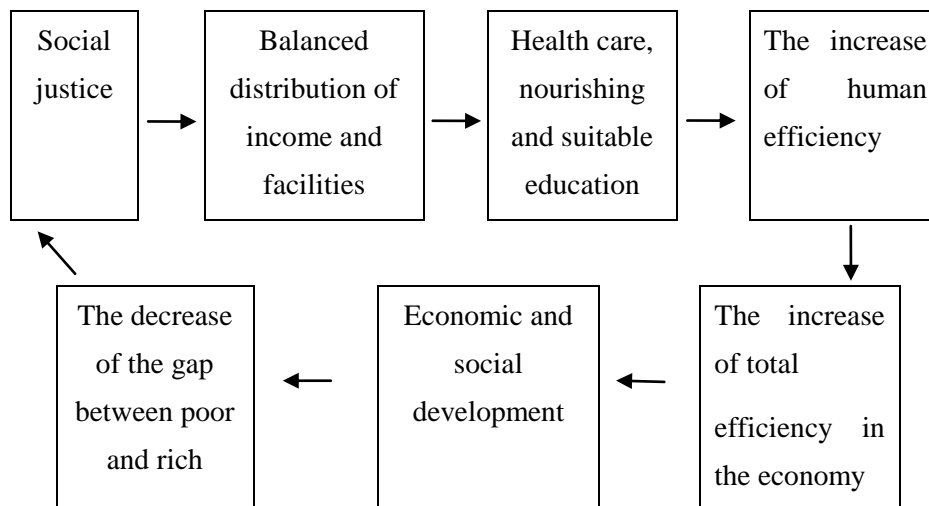 Social
justice
Balanced
distribution of
income and
facilities
Health care,
nourishing
and suitable
education
The increase
of human
efficiency
The decrease
of the gap
between poor
and rich
Economic and
social
development
The increase
of total
efficiency in
the economy